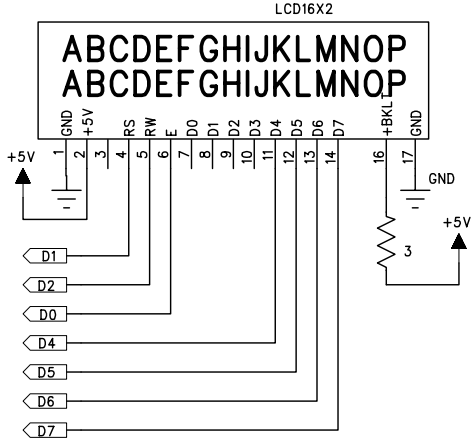 LCD16X2
ABCDEFGHIJKLMNOP
ABCDEFGHIJKLMNOP
GND +5V RS RW E D0 D1 D2 D3 D4 D5 D6 D7 +BKLT GND
1 2 3 4 5 6 7 8 9 10 11 12 13 14 16 17
+5V
GND
+5V
3
D1
D2
D0
D4
D5
D6
D7